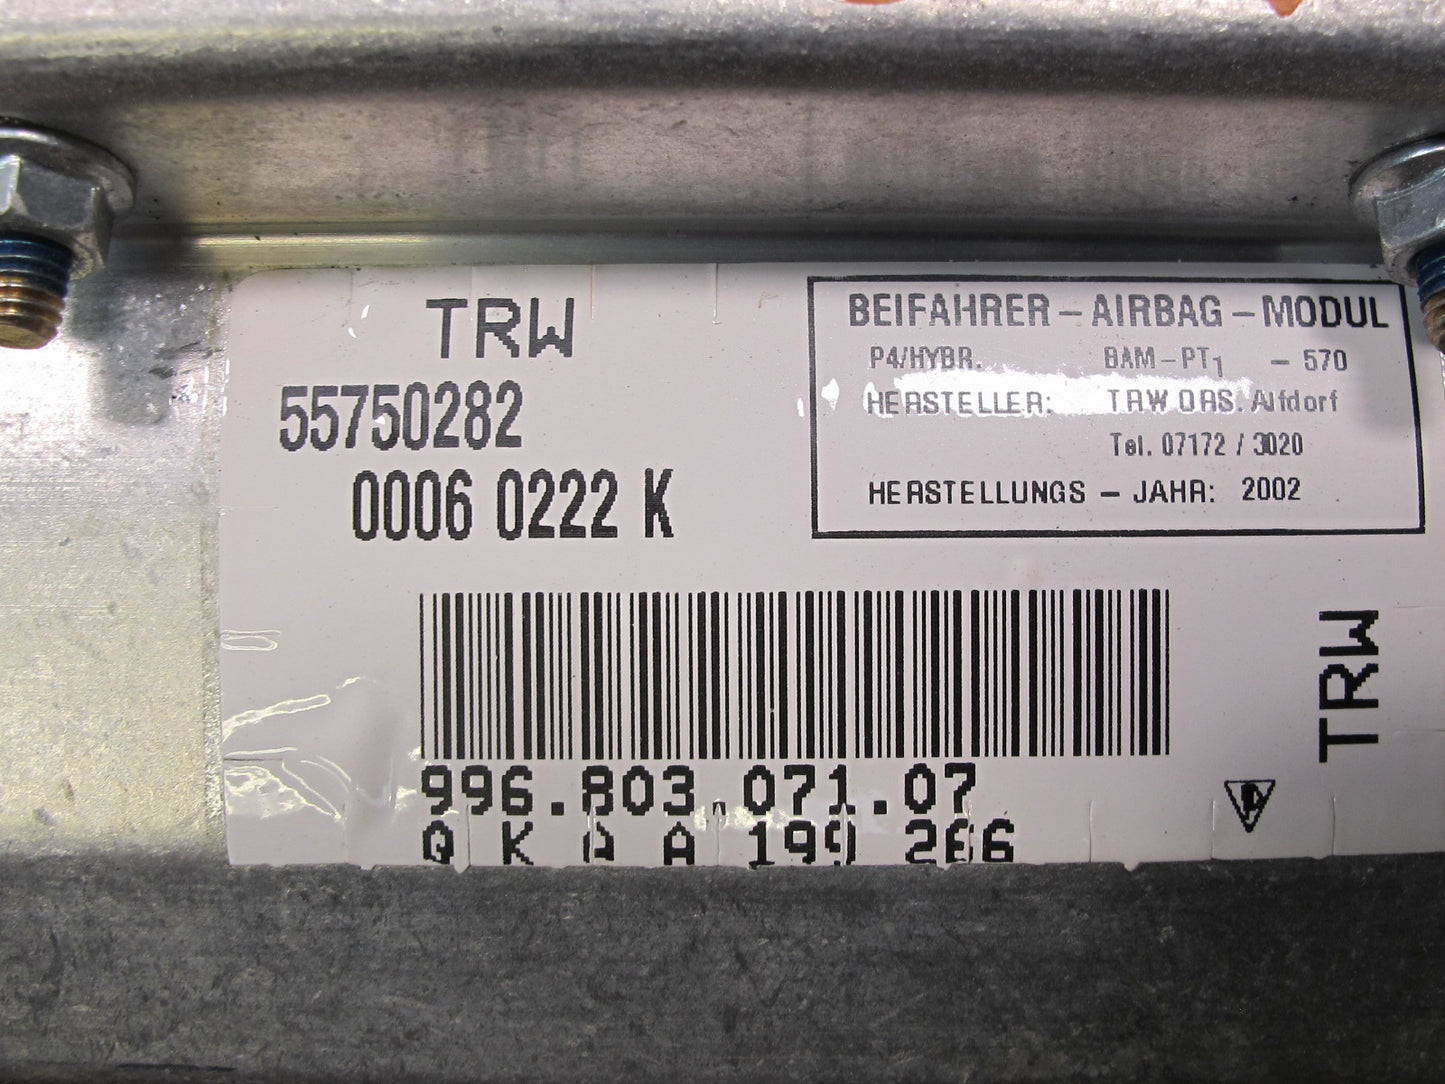 TRW
55750282
0006 0222 K
BEIFAHRER - AIRBAG - MODUL
P4/HYBR. BAM - PT1 - 570
HERSTELLER: TRW ORS. Alfdorf
Tel. 07172 / 3020
HERSTELLUNGS - JAHR: 2002
996.803.071.07
Q K A A 199 266
TRW